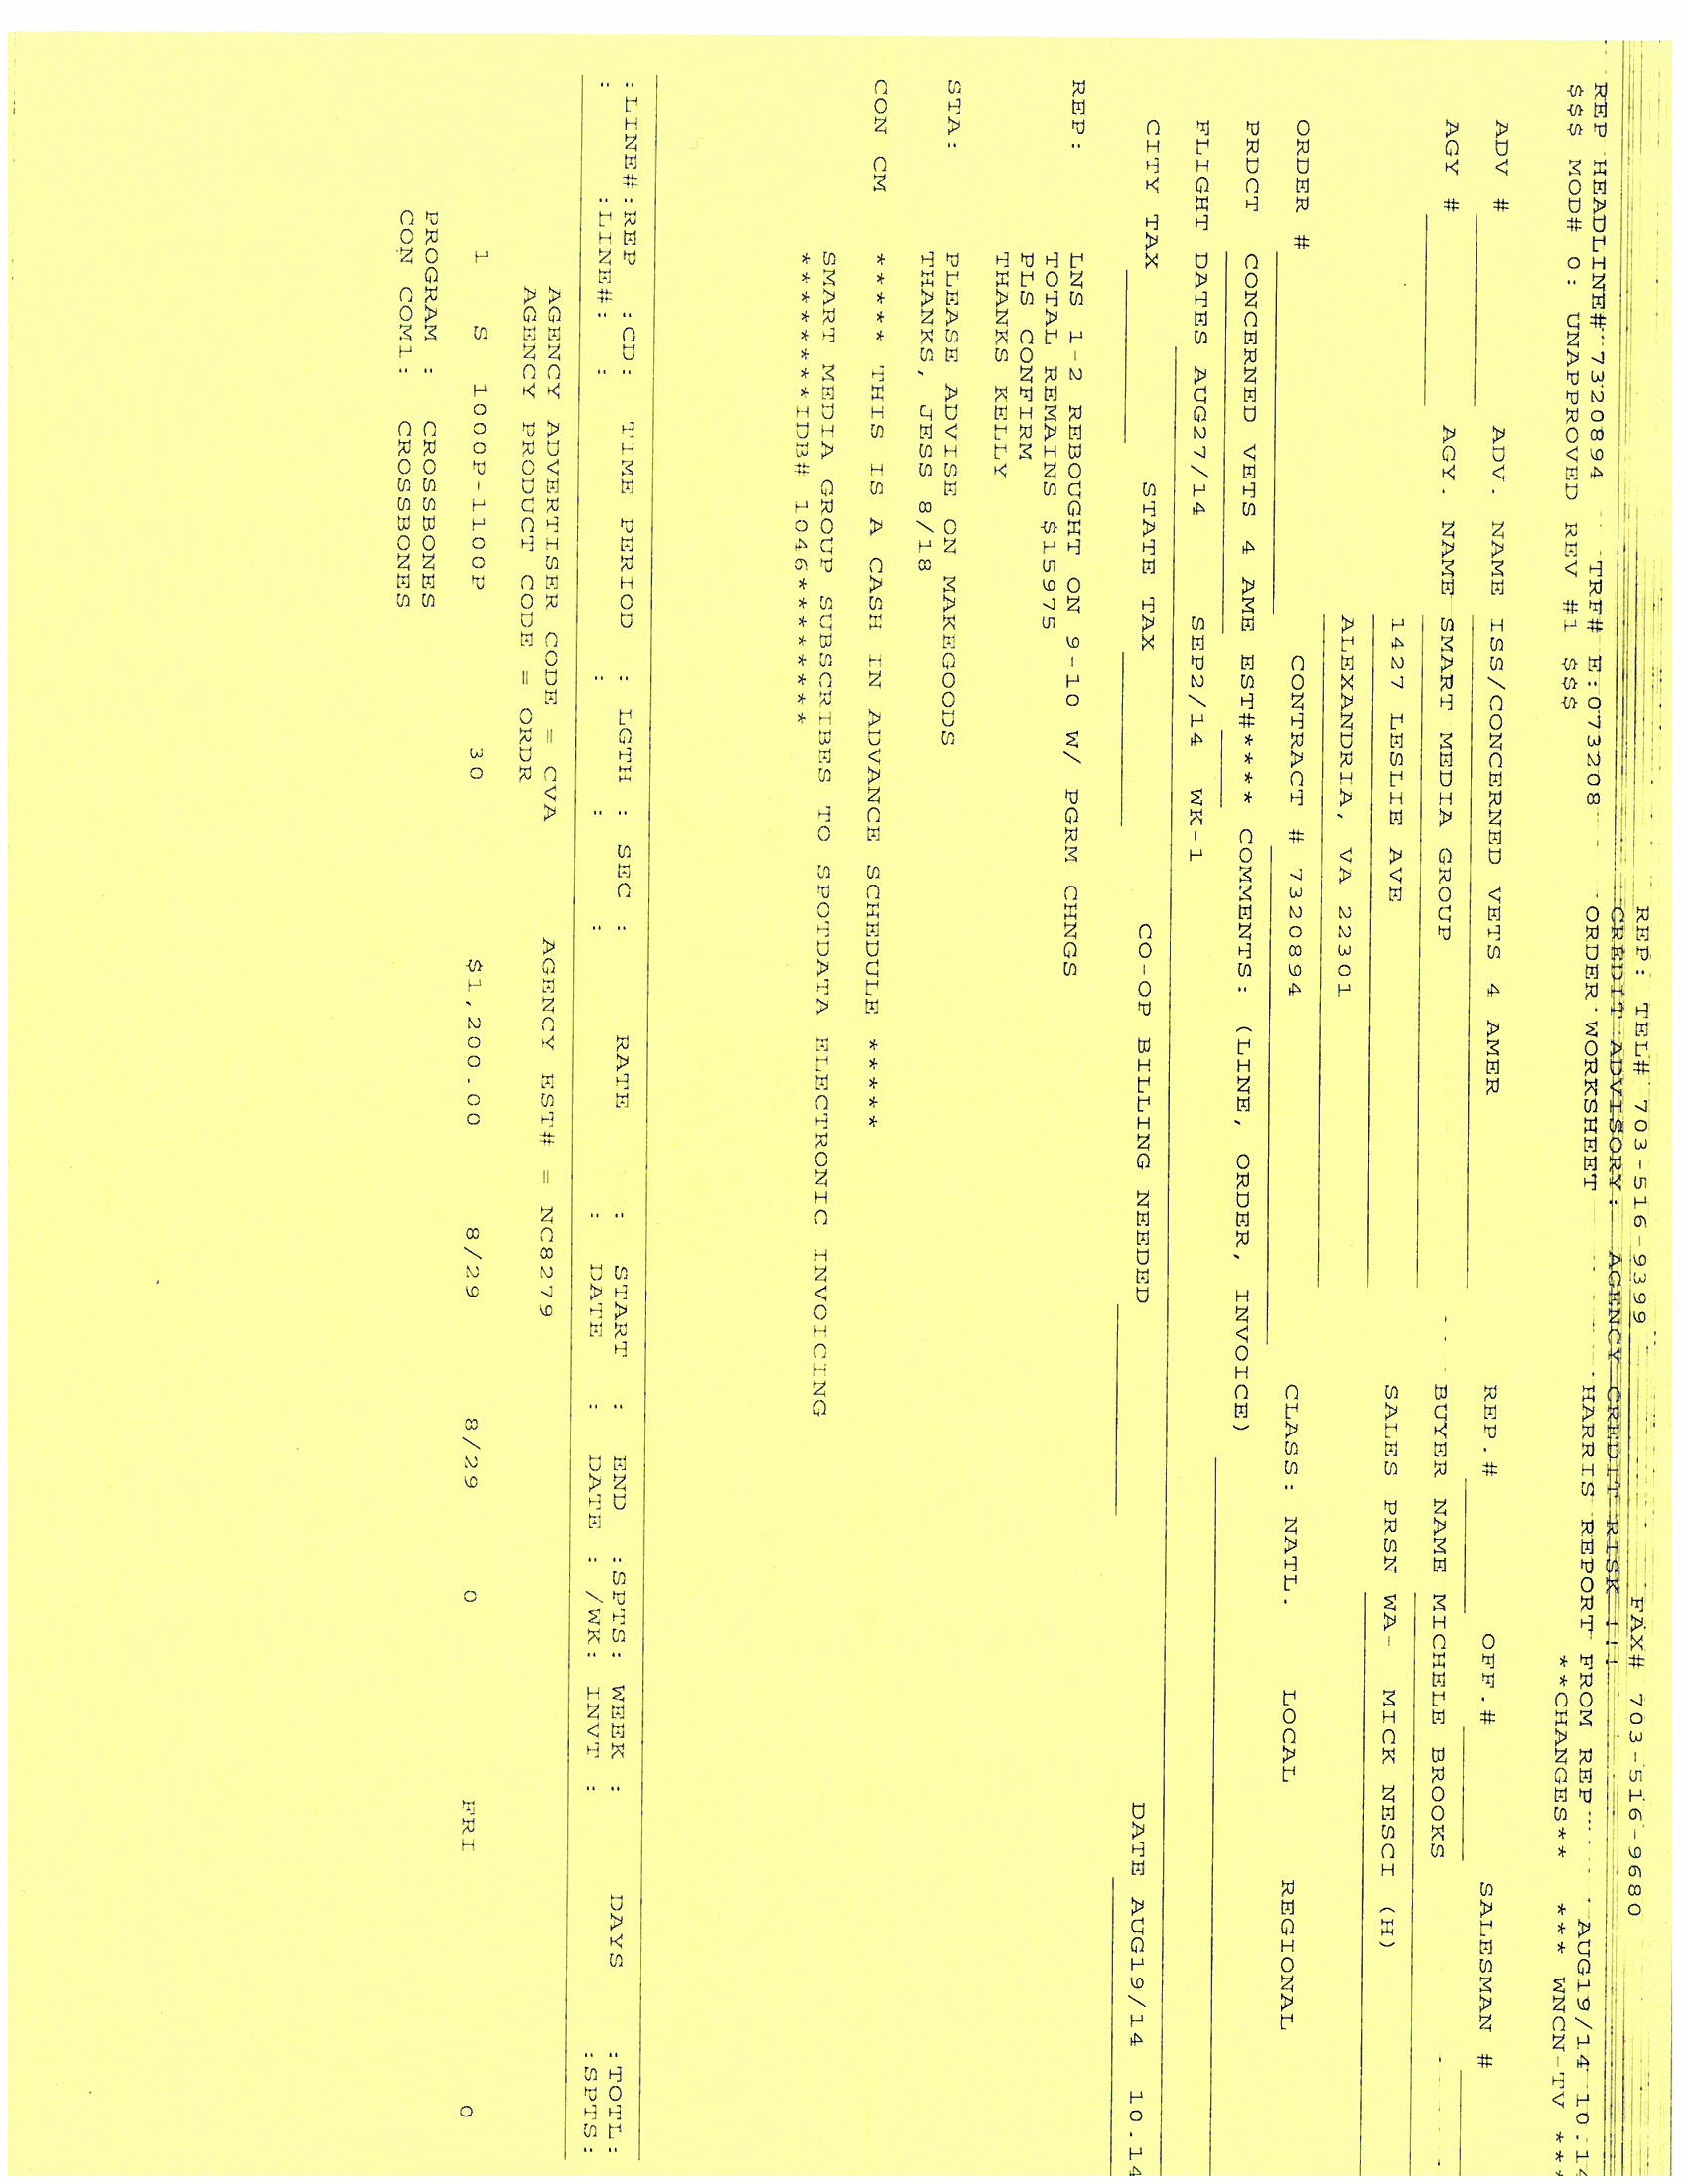 REP: TEL# 703-516-9399 FAX# 703-516-9680
CREDIT ADVISORY: AGENCY CREDIT RISK !!!
REP HEADLINE# 7320894 TRF# E:073208 ORDER WORKSHEET HARRIS REPORT FROM REP AUG19/14 10.14
$$$ MOD# 0: UNAPPROVED REV #1 $$$ **CHANGES** *** WNCN-TV ***
ADV # ADV. NAME ISS/CONCERNED VETS 4 AMER REP.# OFF.# SALESMAN #
AGY # AGY. NAME SMART MEDIA GROUP BUYER NAME MICHELE BROOKS
1427 LESLIE AVE SALES PRSN WA- MICK NESCI (H)
ALEXANDRIA, VA 22301
ORDER # CONTRACT # 7320894 CLASS: NATL. LOCAL REGIONAL
PRDCT CONCERNED VETS 4 AME EST#**** COMMENTS: (LINE, ORDER, INVOICE)
FLIGHT DATES AUG27/14 SEP2/14 WK-1
CITY TAX STATE TAX CO-OP BILLING NEEDED DATE AUG19/14 10.14
REP: LNS 1-2 REBOUGHT ON 9-10 W/ PGRM CHNGS
TOTAL REMAINS $15975
PLS CONFIRM
THANKS KELLY
STA: PLEASE ADVISE ON MAKEGOODS
THANKS, JESS 8/18
CON CM ***** THIS IS A CASH IN ADVANCE SCHEDULE *****
SMART MEDIA GROUP SUBSCRIBES TO SPOTDATA ELECTRONIC INVOICING
********IDB# 1046********
:LINE#:REP :CD: TIME PERIOD : LGTH : SEC : RATE : START : END :SPTS: WEEK : DAYS :TOTL:
: :LINE#: : : : : DATE : DATE : /WK: INVT : :SPTS:
AGENCY ADVERTISER CODE = CVA AGENCY EST# = NC8279
AGENCY PRODUCT CODE = ORDR
1 S 1000P-1100P 30 $1,200.00 8/29 8/29 0 FRI 0
PROGRAM : CROSSBONES
CON COM1: CROSSBONES